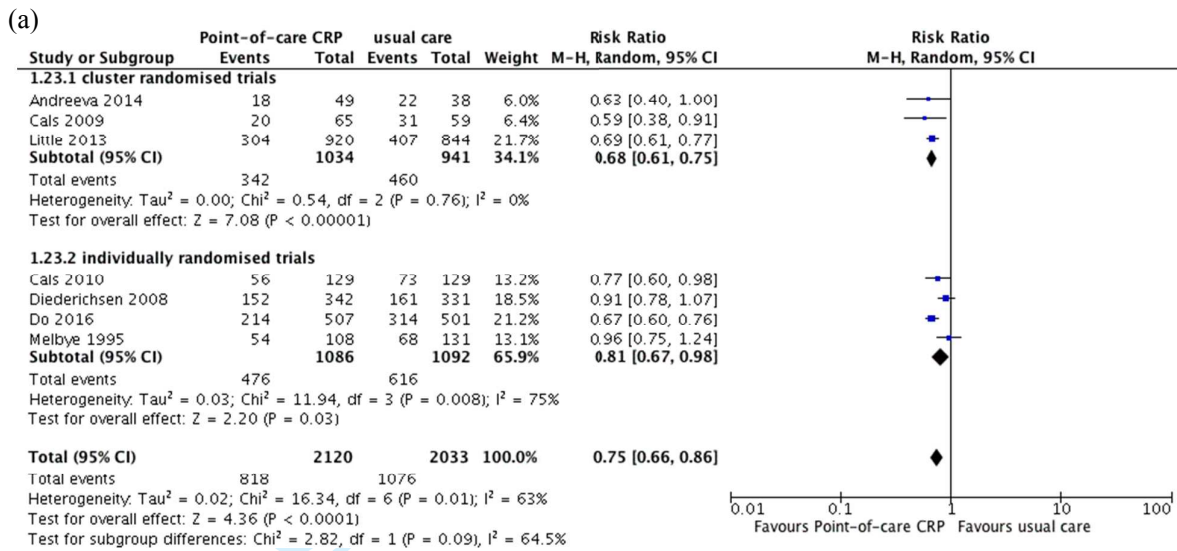 (a)
Point-of-care CRP usual care Risk Ratio Risk Ratio
Study or Subgroup Events Total Events Total Weight M-H, Random, 95% CI M-H, Random, 95% CI
1.23.1 cluster randomised trials
Andreeva 2014 18 49 22 38 6.0% 0.63 [0.40, 1.00]
Cals 2009 20 65 31 59 6.4% 0.59 [0.38, 0.91]
Little 2013 304 920 407 844 21.7% 0.69 [0.61, 0.77]
Subtotal (95% CI) 1034 941 34.1% 0.68 [0.61, 0.75]
Total events 342 460
Heterogeneity: Tau² = 0.00; Chi² = 0.54, df = 2 (P = 0.76); I² = 0%
Test for overall effect: Z = 7.08 (P < 0.00001)
1.23.2 individually randomised trials
Cals 2010 56 129 73 129 13.2% 0.77 [0.60, 0.98]
Diederichsen 2008 152 342 161 331 18.5% 0.91 [0.78, 1.07]
Do 2016 214 507 314 501 21.2% 0.67 [0.60, 0.76]
Melbye 1995 54 108 68 131 13.1% 0.96 [0.75, 1.24]
Subtotal (95% CI) 1086 1092 65.9% 0.81 [0.67, 0.98]
Total events 476 616
Heterogeneity: Tau² = 0.03; Chi² = 11.94, df = 3 (P = 0.008); I² = 75%
Test for overall effect: Z = 2.20 (P = 0.03)
Total (95% CI) 2120 2033 100.0% 0.75 [0.66, 0.86]
Total events 818 1076
Heterogeneity: Tau² = 0.02; Chi² = 16.34, df = 6 (P = 0.01); I² = 63%
Test for overall effect: Z = 4.36 (P < 0.0001)
Test for subgroup differences: Chi² = 2.82, df = 1 (P = 0.09), I² = 64.5%
0.01 0.1 1 10 100
Favours Point-of-care CRP Favours usual care